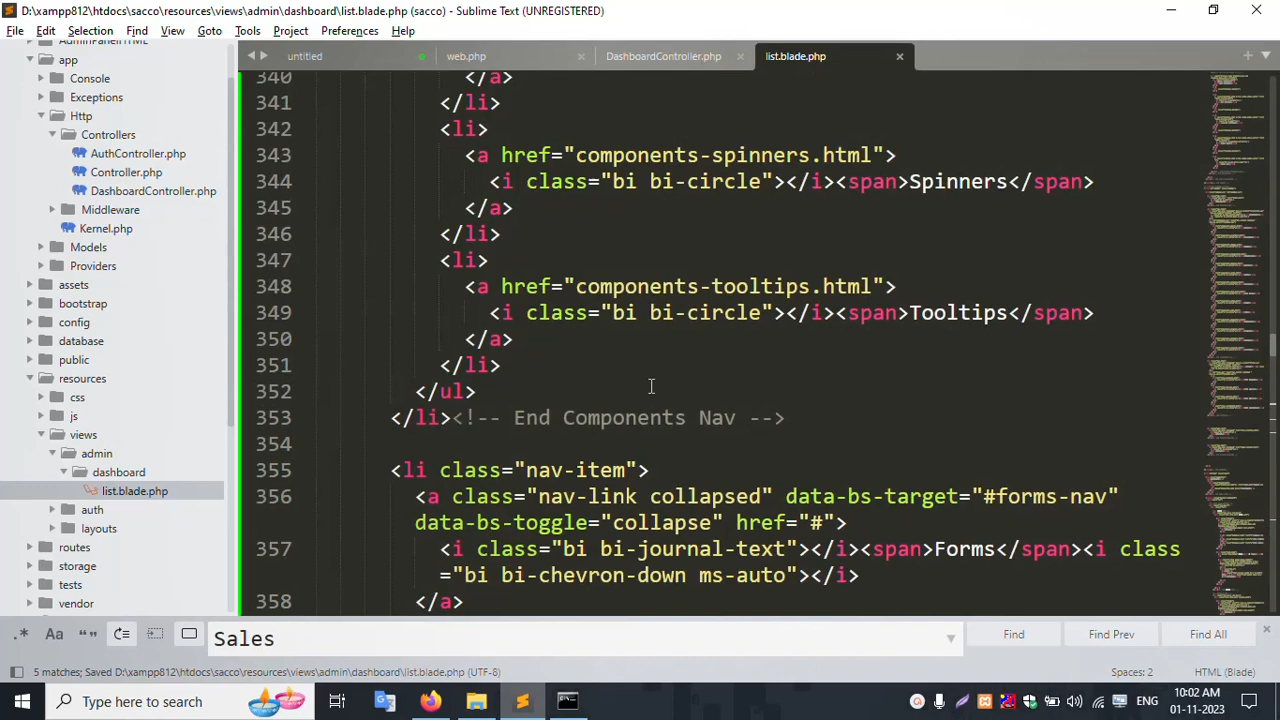 D:\xampp812\htdocs\sacco\resources\views\admin\dashboard\list.blade.php (sacco) - Sublime Text (UNREGISTERED)
File Edit Selection Find View Goto Tools Project Preferences Help
AdminPanelHTML
app
Console
Exceptions
Http
Controllers
AuthController.php
Controller.php
DashboardController.php
Middleware
Kernel.php
Models
Providers
assets
bootstrap
config
database
public
resources
css
js
views
admin
dashboard
list.blade.php
auth
layouts
routes
storage
tests
vendor
untitled web.php DashboardController.php list.blade.php
340 </a>
341 </li>
342 <li>
343 <a href="components-spinners.html">
344 <i class="bi bi-circle"></i><span>Spinners</span>
345 </a>
346 </li>
347 <li>
348 <a href="components-tooltips.html">
349 <i class="bi bi-circle"></i><span>Tooltips</span>
350 </a>
351 </li>
352 </ul>
353 </li><!-- End Components Nav -->
354
355 <li class="nav-item">
356 <a class="nav-link collapsed" data-bs-target="#forms-nav"
data-bs-toggle="collapse" href="#">
357 <i class="bi bi-journal-text"></i><span>Forms</span><i class
="bi bi-chevron-down ms-auto"></i>
358 </a>
.* Aa “” Sales Find Find Prev Find All
5 matches; Saved D:\xampp812\htdocs\sacco\resources\views\admin\dashboard\list.blade.php (UTF-8) Spaces: 2 HTML (Blade)
Type here to search ENG 10:02 AM
01-11-2023